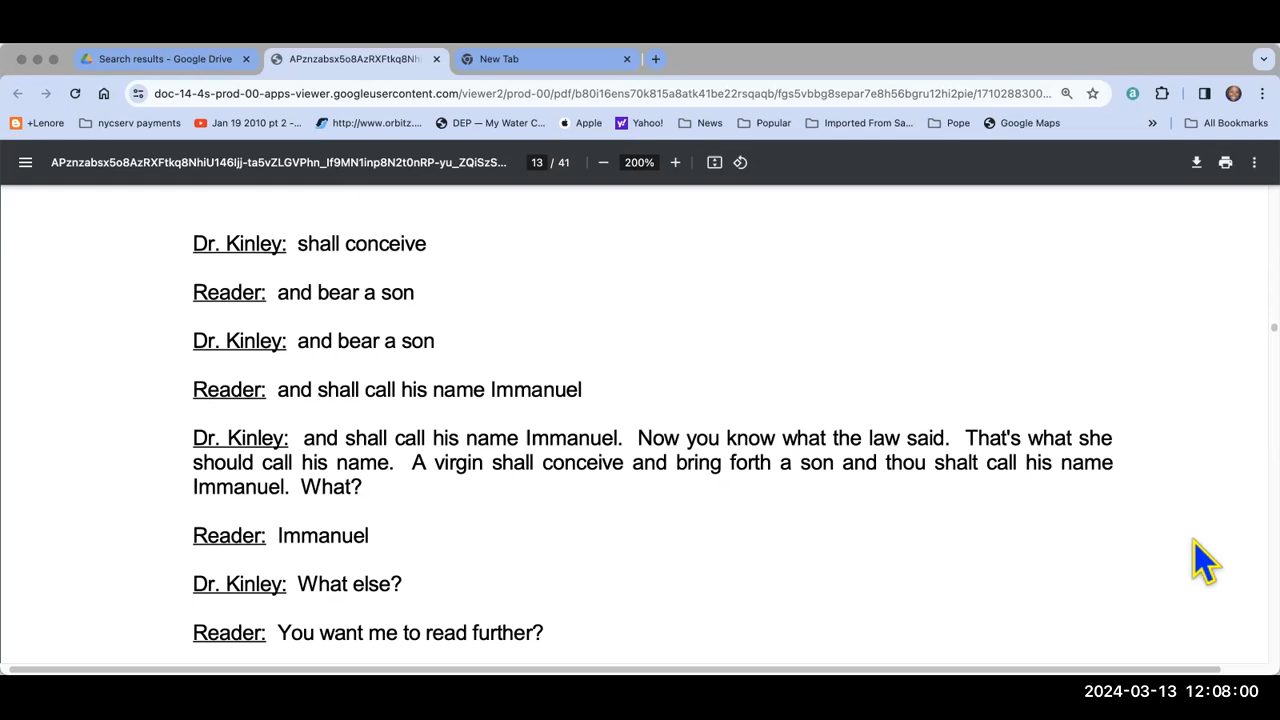 Search results - Google Drive
APznzabsx5o8AzRXFtkq8Nh
New Tab
doc-14-4s-prod-00-apps-viewer.googleusercontent.com/viewer2/prod-00/pdf/b80i16ens70k815a8atk41be22rsqaqb/fgs5vbbg8separ7e8h56bgru12hi2pie/1710288300...
+Lenore
nycserv payments
Jan 19 2010 pt 2 –...
http://www.orbitz....
DEP — My Water C...
Apple
Yahoo!
News
Popular
Imported From Sa...
Pope
Google Maps
»
All Bookmarks
13 / 41
200%
Dr. Kinley: shall conceive
Reader: and bear a son
Dr. Kinley: and bear a son
Reader: and shall call his name Immanuel
Dr. Kinley: and shall call his name Immanuel. Now you know what the law said. That's what she
should call his name. A virgin shall conceive and bring forth a son and thou shalt call his name
Immanuel. What?
Reader: Immanuel
Dr. Kinley: What else?
Reader: You want me to read further?
2024-03-13 12:08:00